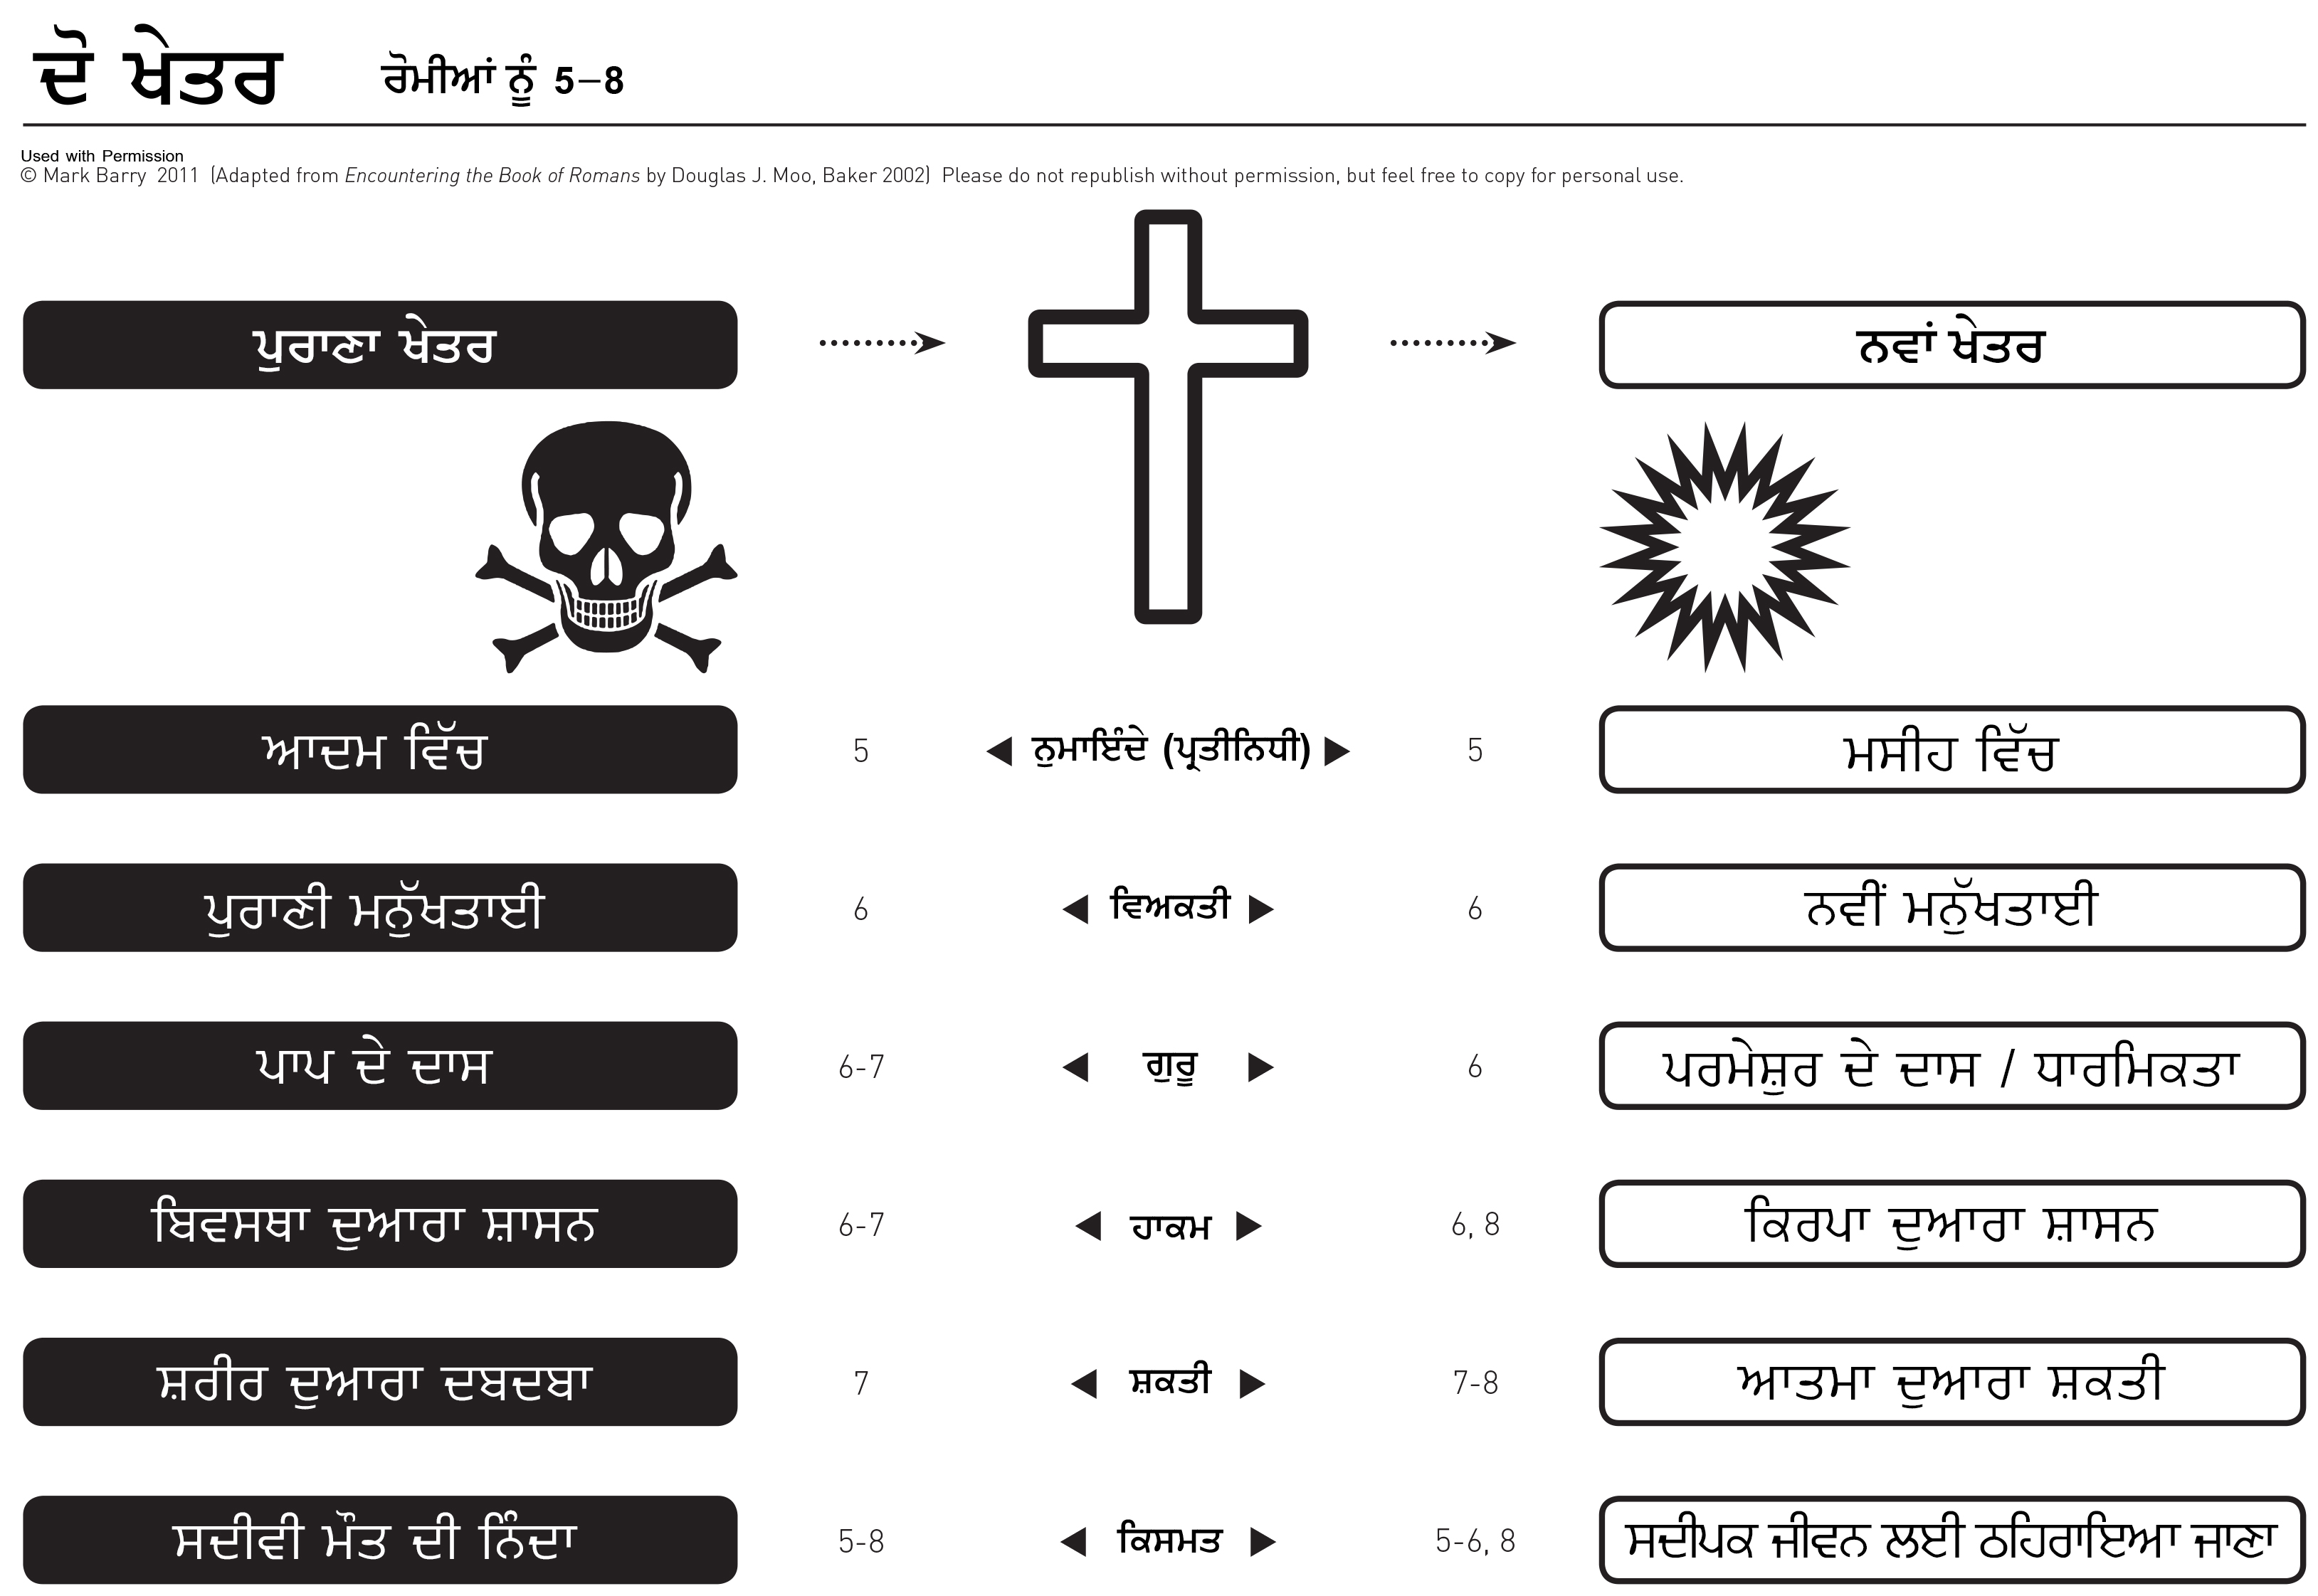 ਦੋ ਖੇਤਰ ਰੋਮੀਆਂ ਨੂੰ 5–8
Used with Permission
© Mark Barry 2011 (Adapted from Encountering the Book of Romans by Douglas J. Moo, Baker 2002) Please do not republish without permission, but feel free to copy for personal use.
ਪੁਰਾਣਾ ਖੇਤਰ ਨਵਾਂ ਖੇਤਰ
ਆਦਮ ਵਿੱਚ 5 ਨੁਮਾਇੰਦੇ (ਪ੍ਰਤੀਨਿਧੀ) 5 ਮਸੀਹ ਵਿੱਚ
ਪੁਰਾਣੀ ਮਨੁੱਖਤਾਈ 6 ਵਿਅਕਤੀ 6 ਨਵੀਂ ਮਨੁੱਖਤਾਈ
ਪਾਪ ਦੇ ਦਾਸ 6-7 ਗੁਰੂ 6 ਪਰਮੇਸ਼ੁਰ ਦੇ ਦਾਸ / ਧਾਰਮਿਕਤਾ
ਬਿਵਸਥਾ ਦੁਆਰਾ ਸ਼ਾਸਨ 6-7 ਹਾਕਮ 6, 8 ਕਿਰਪਾ ਦੁਆਰਾ ਸ਼ਾਸਨ
ਸ਼ਰੀਰ ਦੁਆਰਾ ਦਬਦਬਾ 7 ਸ਼ਕਤੀ 7-8 ਆਤਮਾ ਦੁਆਰਾ ਸ਼ਕਤੀ
ਸਦੀਵੀ ਮੌਤ ਦੀ ਨਿੰਦਾ 5-8 ਕਿਸਮਤ 5-6, 8 ਸਦੀਪਕ ਜੀਵਨ ਲਈ ਠਹਿਰਾਇਆ ਜਾਣਾ